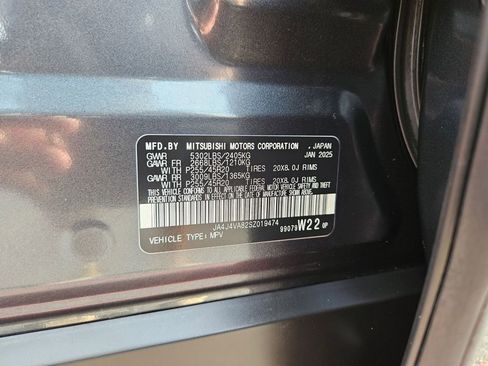 MFD.BY MITSUBISHI MOTORS CORPORATION , JAPAN
GVWR 5302LBS/2405KG JAN 2025
GAWR FR 2668LBS/1210KG
WITH P255/45R20 TIRES 20X8.0J RIMS
GAWR RR 3009LBS/1365KG
WITH P255/45R20 TIRES 20X8.0J RIMS
THIS VEHICLE CONFORMS TO ALL APPLICABLE FEDERAL MOTOR VEHICLE SAFETY, BUMPER, AND THEFT
PREVENTION STANDARDS IN EFFECT ON THE DATE OF MANUFACTURE SHOWN ABOVE.
JA4J4VA82SZ019474
VEHICLE TYPE: MPV 99079 W22 0P